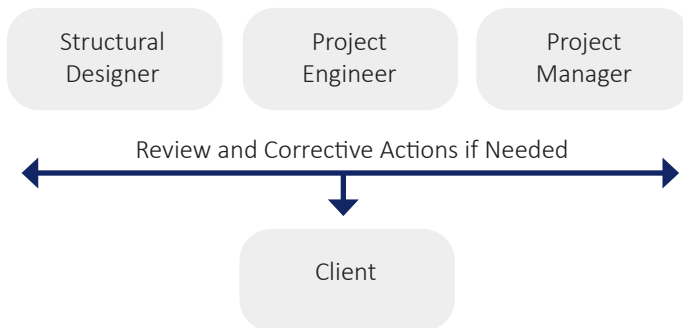 Structural
Designer
Project
Engineer
Project
Manager
Review and Corrective Actions if Needed
Client